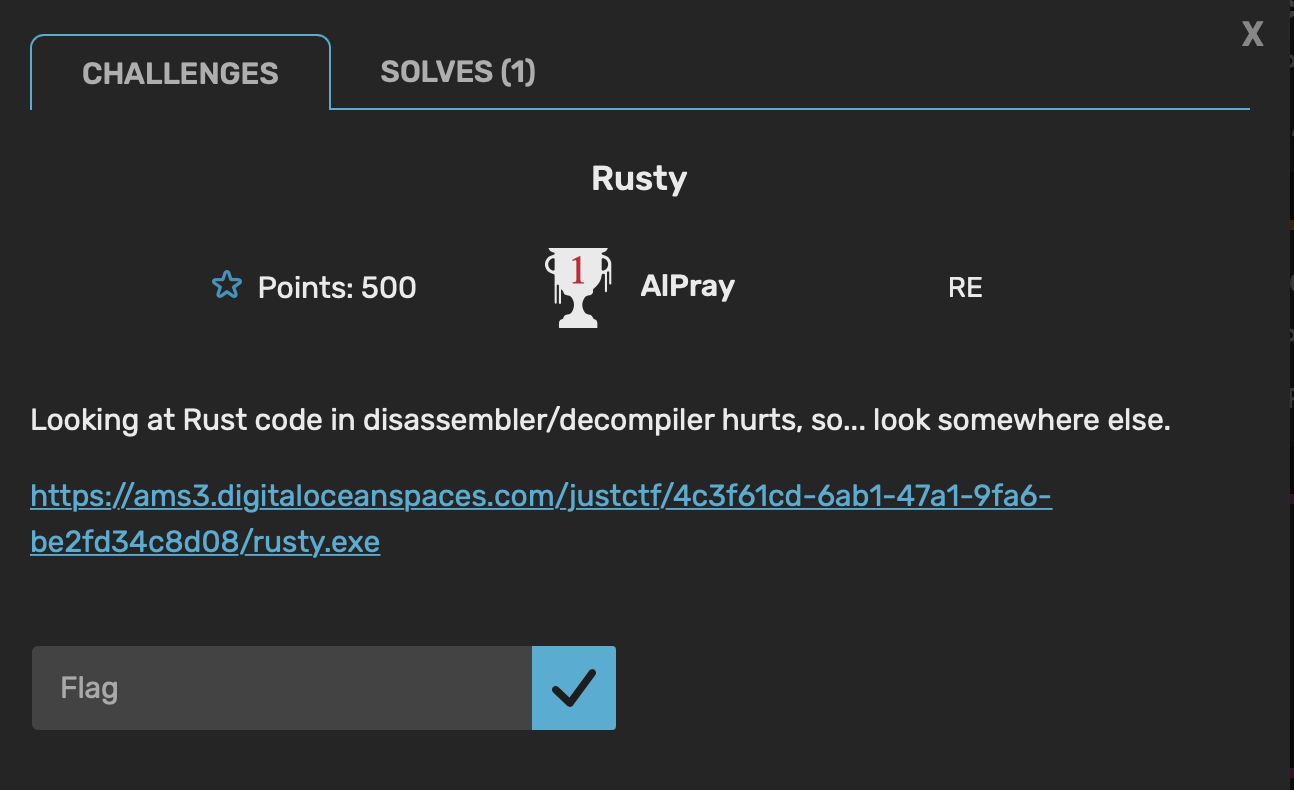 X
CHALLENGES
SOLVES (1)
Rusty
Points: 500
1
AlPray
RE
Looking at Rust code in disassembler/decompiler hurts, so... look somewhere else.
https://ams3.digitaloceanspaces.com/justctf/4c3f61cd-6ab1-47a1-9fa6-
be2fd34c8d08/rusty.exe
Flag